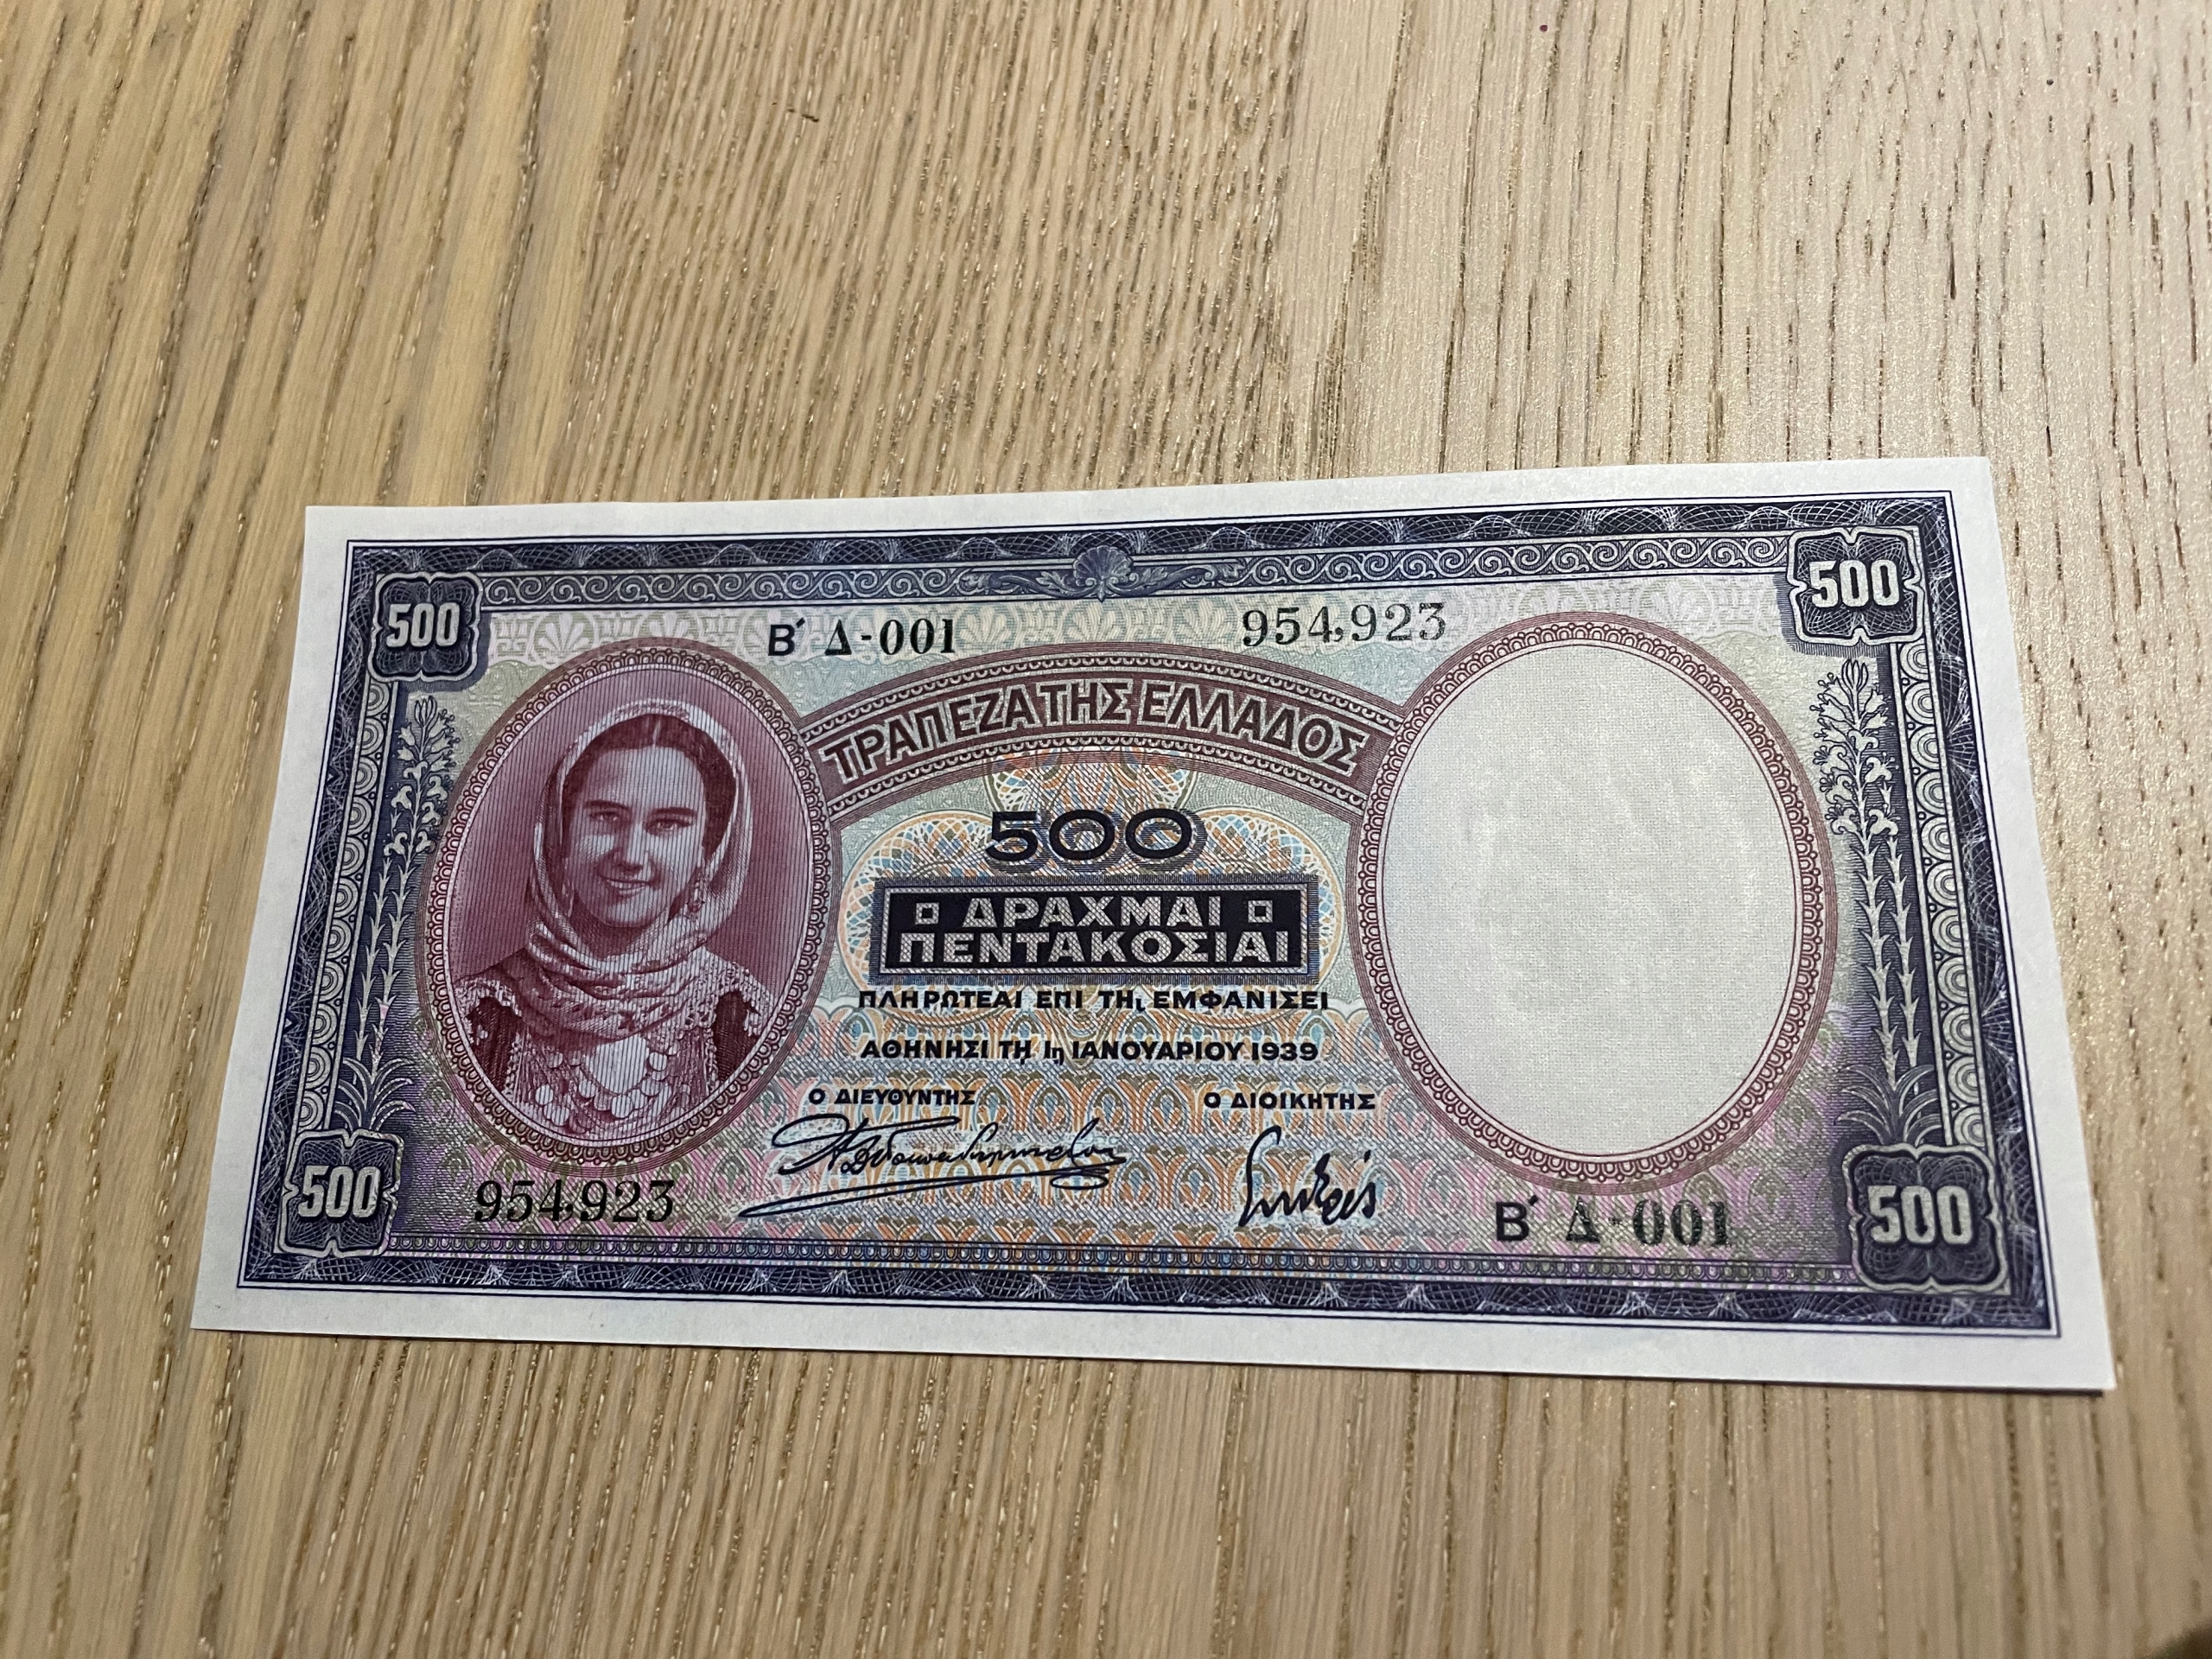 500 500
Β΄ Δ-001 954,923
ΤΡΑΠΕΖΑ ΤΗΣ ΕΛΛΑΔΟΣ
500
ΔΡΑΧΜΑΙ
ΠΕΝΤΑΚΟΣΙΑΙ
ΠΛΗΡΩΤΕΑΙ ΕΠΙ ΤΗι ΕΜΦΑΝΙΣΕΙ
ΑΘΗΝΗΣΙ ΤΗι 1η ΙΑΝΟΥΑΡΙΟΥ 1939
Ο ΔΙΕΥΘΥΝΤΗΣ Ο ΔΙΟΙΚΗΤΗΣ
954,923 Β΄ Δ-001
500 500